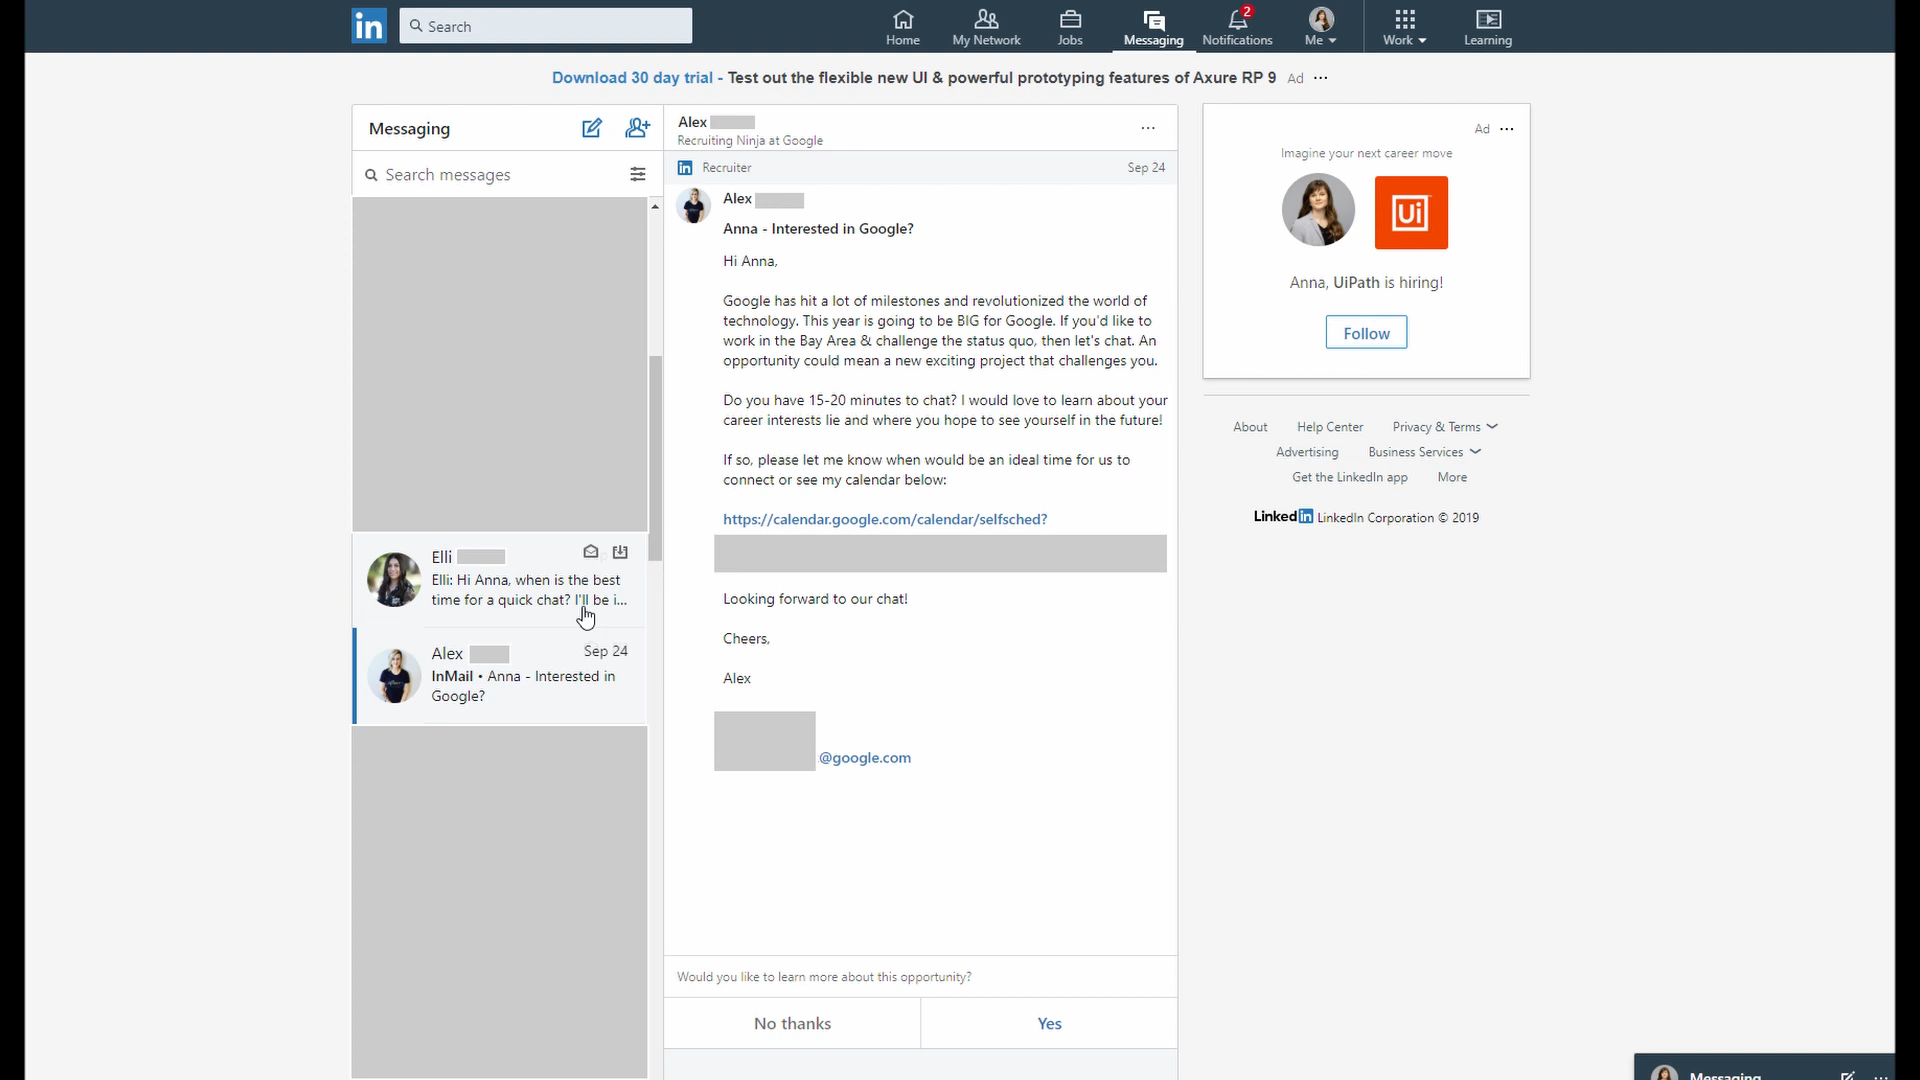 in
Search
Home
My Network
Jobs
Messaging
2
Notifications
Me
Work
Learning
Download 30 day trial - Test out the flexible new UI & powerful prototyping features of Axure RP 9 Ad ...
Messaging
Search messages
Elli
Elli: Hi Anna, when is the best
time for a quick chat? I'll be i...
Alex
Sep 24
InMail • Anna - Interested in
Google?
Alex
Recruiting Ninja at Google
in Recruiter
Sep 24
Alex
Anna - Interested in Google?
Hi Anna,
Google has hit a lot of milestones and revolutionized the world of
technology. This year is going to be BIG for Google. If you'd like to
work in the Bay Area & challenge the status quo, then let's chat. An
opportunity could mean a new exciting project that challenges you.
Do you have 15-20 minutes to chat? I would love to learn about your
career interests lie and where you hope to see yourself in the future!
If so, please let me know when would be an ideal time for us to
connect or see my calendar below:
https://calendar.google.com/calendar/selfsched?
Looking forward to our chat!
Cheers,
Alex
@google.com
Would you like to learn more about this opportunity?
No thanks
Yes
Ad ...
Imagine your next career move
Ui
Anna, UiPath is hiring!
Follow
About Help Center Privacy & Terms
Advertising Business Services
Get the LinkedIn app More
Linkedin LinkedIn Corporation © 2019
Messaging